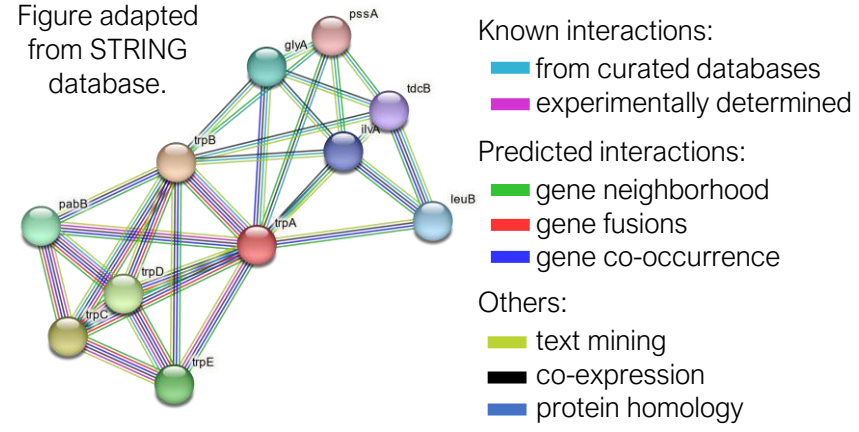 Figure adapted
from STRING
database.
pssA
glyA
tdcB
ilvA
trpB
leuB
pabB
trpA
trpD
trpC
trpE
Known interactions:
from curated databases
experimentally determined
Predicted interactions:
gene neighborhood
gene fusions
gene co-occurrence
Others:
text mining
co-expression
protein homology